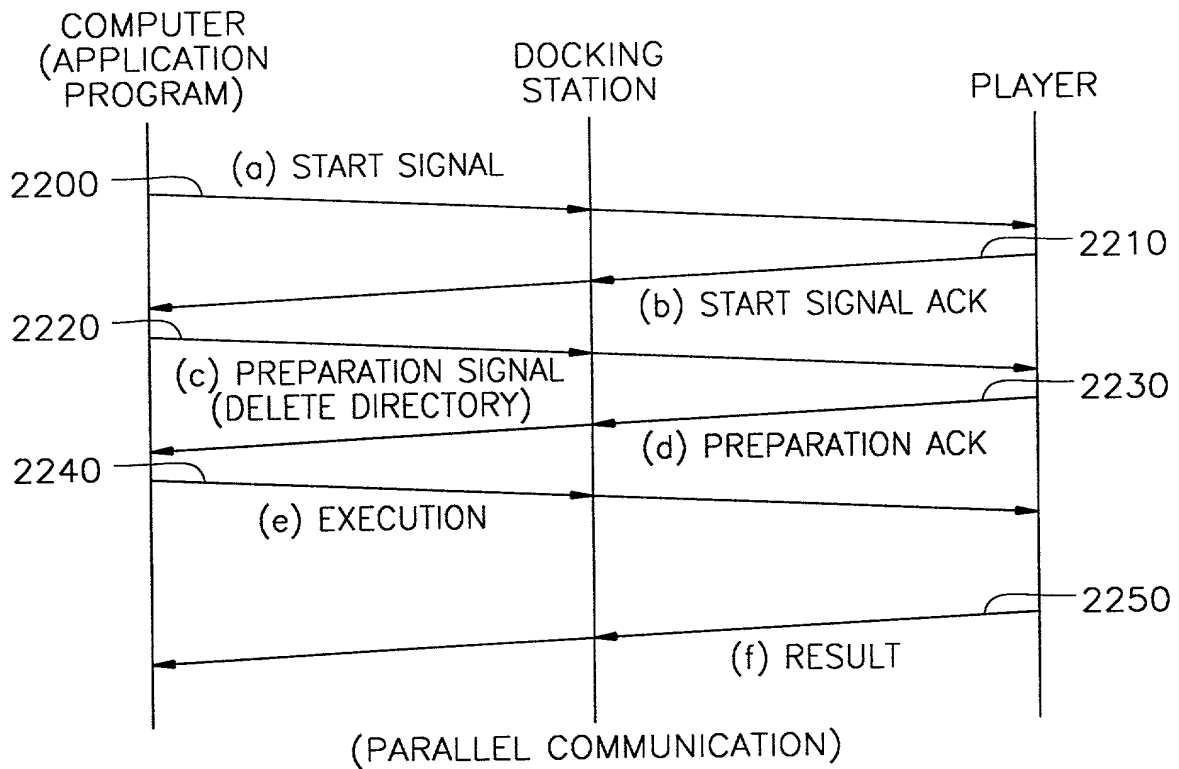 COMPUTER
(APPLICATION
PROGRAM)
DOCKING
STATION
PLAYER
2200
(a) START SIGNAL
2210
(b) START SIGNAL ACK
2220
(c) PREPARATION SIGNAL
(DELETE DIRECTORY)
2230
(d) PREPARATION ACK
2240
(e) EXECUTION
2250
(f) RESULT
(PARALLEL COMMUNICATION)